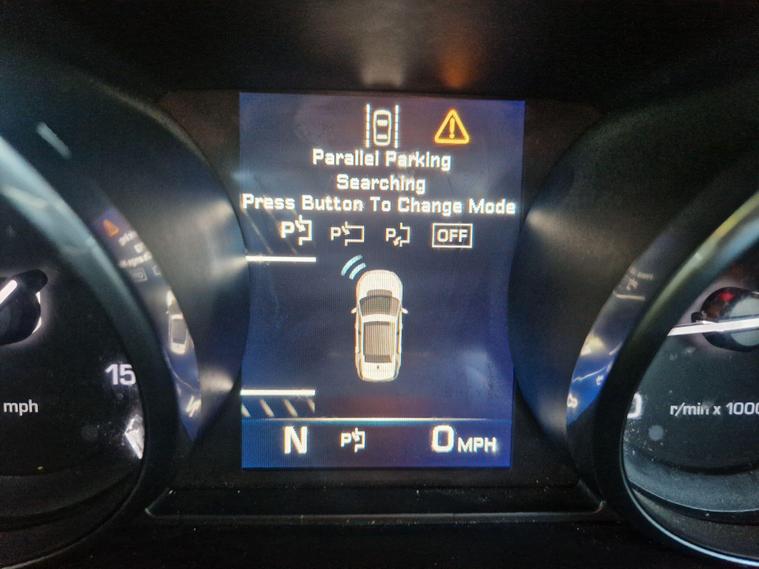 Parallel Parking
Searching
Press Button To Change Mode
P P P OFF
N P 0 MPH
15
mph
r/min x 1000